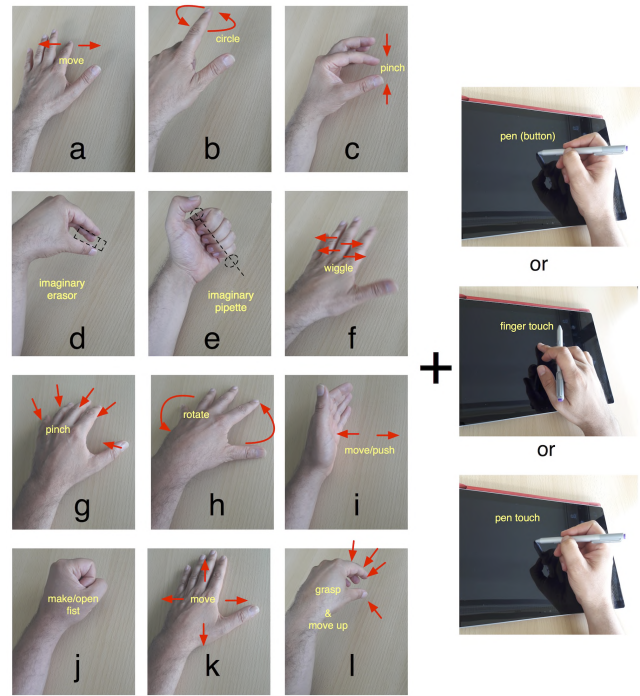 move
a
circle
b
pinch
c
imaginary
erasor
d
imaginary
pipette
e
wiggle
f
pinch
g
rotate
h
move/push
i
make/open
fist
j
move
k
grasp
&
move up
l
+
pen (button)
or
finger touch
or
pen touch